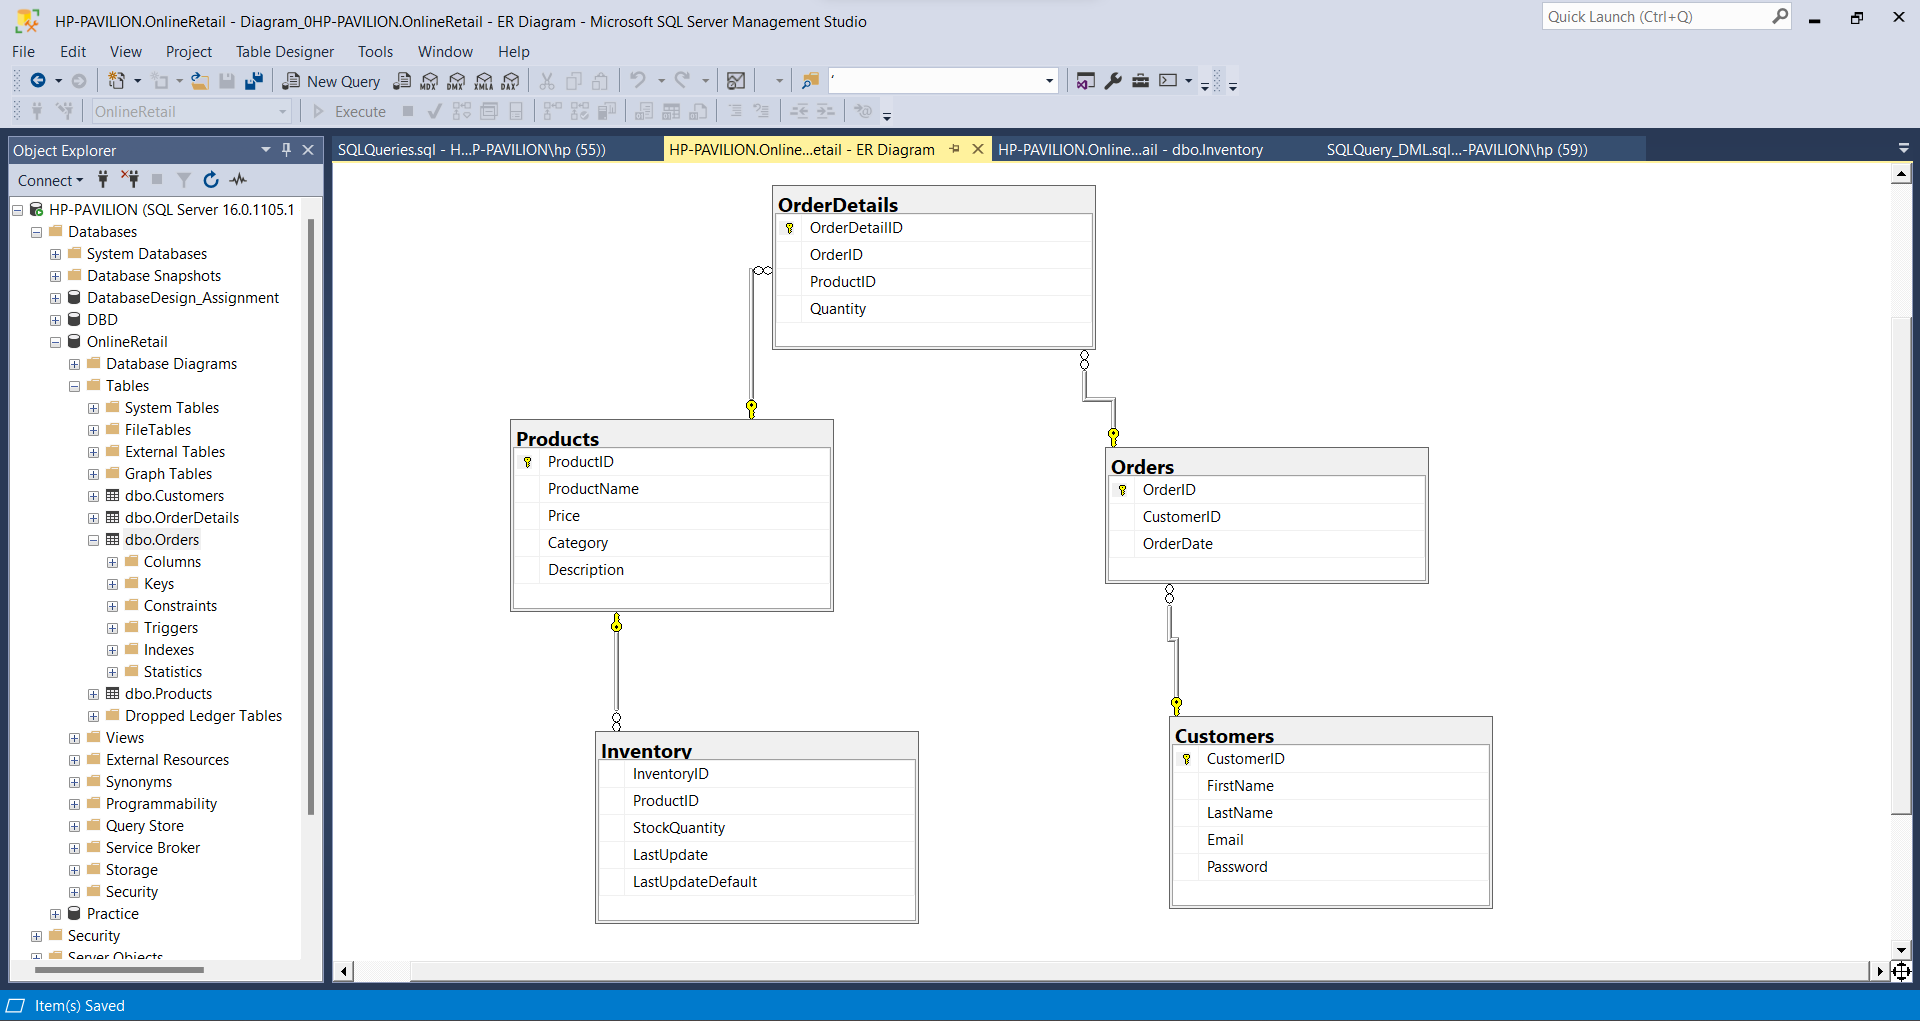 HP-PAVILION.OnlineRetail - Diagram_0HP-PAVILION.OnlineRetail - ER Diagram - Microsoft SQL Server Management Studio
Quick Launch (Ctrl+Q)
File Edit View Project Table Designer Tools Window Help
New Query MDX DMX XMLA DAX
OnlineRetail Execute
Object Explorer
SQLQueries.sql - H...P-PAVILION\hp (55))
HP-PAVILION.Online...etail - ER Diagram
HP-PAVILION.Online...ail - dbo.Inventory
SQLQuery_DML.sql...-PAVILION\hp (59))
Connect
HP-PAVILION (SQL Server 16.0.1105.1
Databases
System Databases
Database Snapshots
DatabaseDesign_Assignment
DBD
OnlineRetail
Database Diagrams
Tables
System Tables
FileTables
External Tables
Graph Tables
dbo.Customers
dbo.OrderDetails
dbo.Orders
Columns
Keys
Constraints
Triggers
Indexes
Statistics
dbo.Products
Dropped Ledger Tables
Views
External Resources
Synonyms
Programmability
Query Store
Service Broker
Storage
Security
Practice
Security
Server Objects
OrderDetails
OrderDetailID
OrderID
ProductID
Quantity
Products
ProductID
ProductName
Price
Category
Description
Orders
OrderID
CustomerID
OrderDate
Inventory
InventoryID
ProductID
StockQuantity
LastUpdate
LastUpdateDefault
Customers
CustomerID
FirstName
LastName
Email
Password
Item(s) Saved